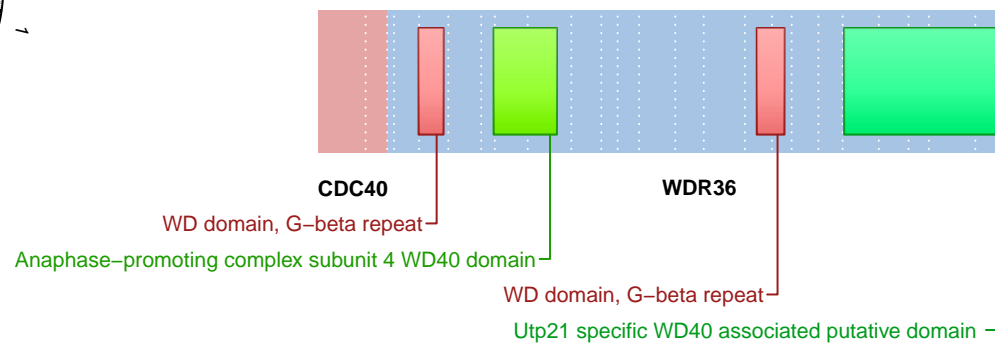 1
CDC40
WDR36
WD domain, G−beta repeat
Anaphase−promoting complex subunit 4 WD40 domain
WD domain, G−beta repeat
Utp21 specific WD40 associated putative domain